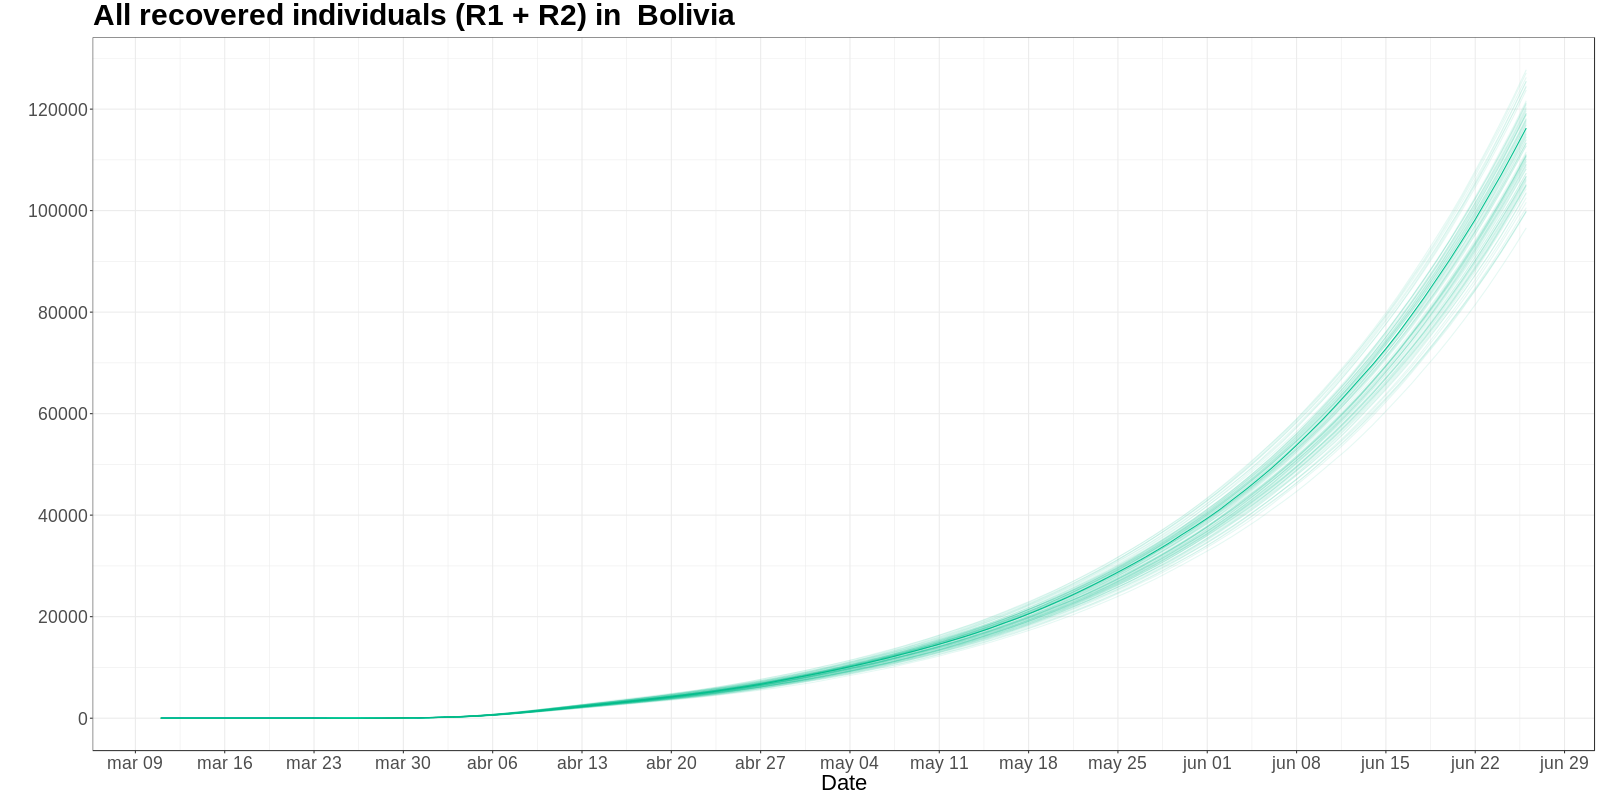 All recovered individuals (R1 + R2) in  Bolivia
120000
100000
80000
60000
40000
20000
0
mar 09 mar 16 mar 23 mar 30 abr 06 abr 13 abr 20 abr 27 may 04 may 11 may 18 may 25 jun 01 jun 08 jun 15 jun 22 jun 29
Date